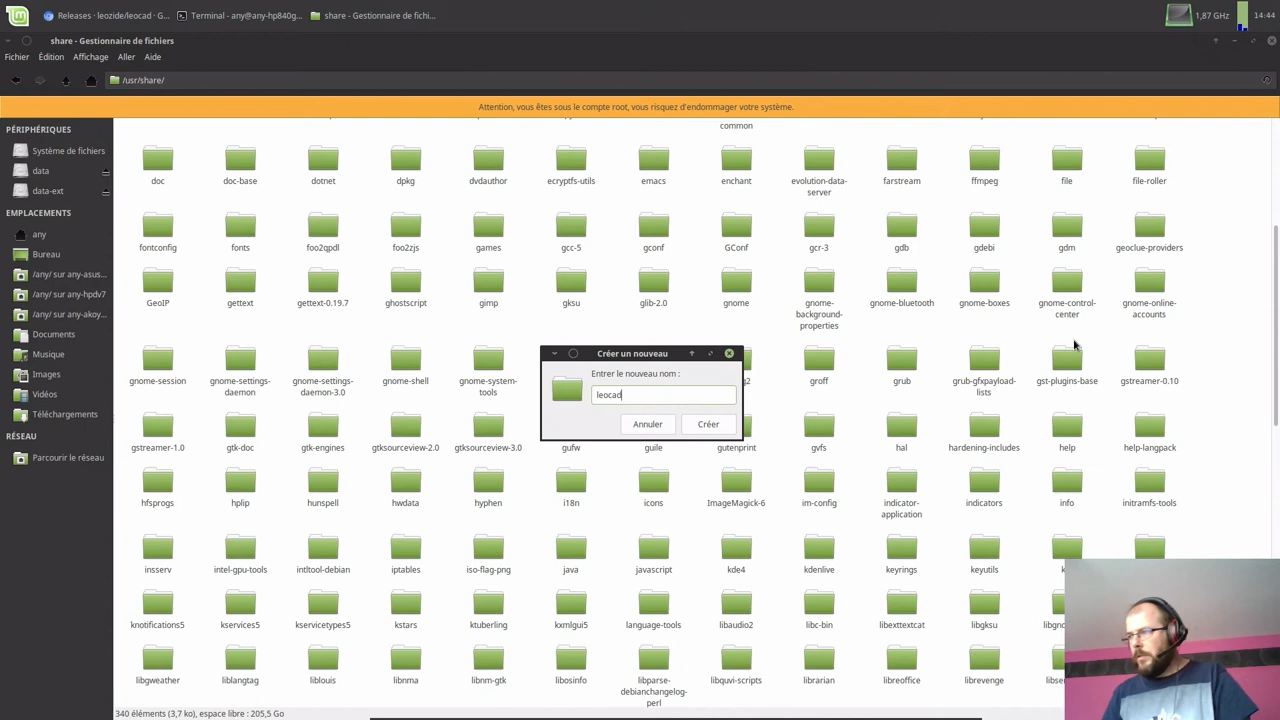 Releases · leozide/leocad · G...
Terminal - any@any-hp840g...
share - Gestionnaire de fichi...
1,87 GHz
14:44
share - Gestionnaire de fichiers
Fichier
Édition
Affichage
Aller
Aide
/usr/share/
Attention, vous êtes sous le compte root, vous risquez d'endommager votre système.
PÉRIPHÉRIQUES
Système de fichiers
data
data-ext
EMPLACEMENTS
any
Bureau
/any/ sur any-asus...
/any/ sur any-hpdv7
/any/ sur any-akoy...
Documents
Musique
Images
Vidéos
Téléchargements
RÉSEAU
Parcourir le réseau
common
doc
doc-base
dotnet
dpkg
dvdauthor
ecryptfs-utils
emacs
enchant
evolution-data-
server
farstream
ffmpeg
file
file-roller
fontconfig
fonts
foo2qpdl
foo2zjs
games
gcc-5
gconf
GConf
gcr-3
gdb
gdebi
gdm
geoclue-providers
GeoIP
gettext
gettext-0.19.7
ghostscript
gimp
gksu
glib-2.0
gnome
gnome-
background-
properties
gnome-bluetooth
gnome-boxes
gnome-control-
center
gnome-online-
accounts
gnome-session
gnome-settings-
daemon
gnome-settings-
daemon-3.0
gnome-shell
gnome-system-
tools
groff
grub
grub-gfxpayload-
lists
gst-plugins-base
gstreamer-0.10
Créer un nouveau
Entrer le nouveau nom :
leocad
Annuler
Créer
gstreamer-1.0
gtk-doc
gtk-engines
gtksourceview-2.0
gtksourceview-3.0
gufw
guile
gutenprint
gvfs
hal
hardening-includes
help
help-langpack
hfsprogs
hplip
hunspell
hwdata
hyphen
i18n
icons
ImageMagick-6
im-config
indicator-
application
indicators
info
initramfs-tools
insserv
intel-gpu-tools
intltool-debian
iptables
iso-flag-png
java
javascript
kde4
kdenlive
keyrings
keyutils
knotifications5
kservices5
kservicetypes5
kstars
ktuberling
kxmlgui5
language-tools
libaudio2
libc-bin
libexttextcat
libgksu
libgweather
liblangtag
liblouis
libnma
libnm-gtk
libosinfo
libparse-
debianchangelog-
perl
libquvi-scripts
librarian
libreoffice
librevenge
340 éléments (3,7 ko), espace libre : 205,5 Go